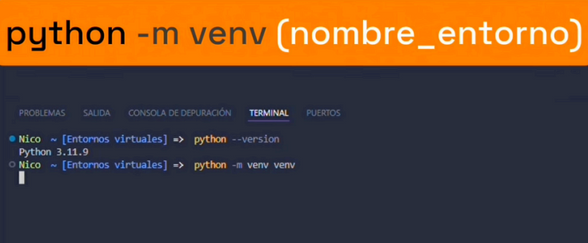 python -m venv (nombre_entorno)
PROBLEMAS SALIDA CONSOLA DE DEPURACIÓN TERMINAL PUERTOS
Nico ~ [Entornos virtuales] => python --version
Python 3.11.9
Nico ~ [Entornos virtuales] => python -m venv venv